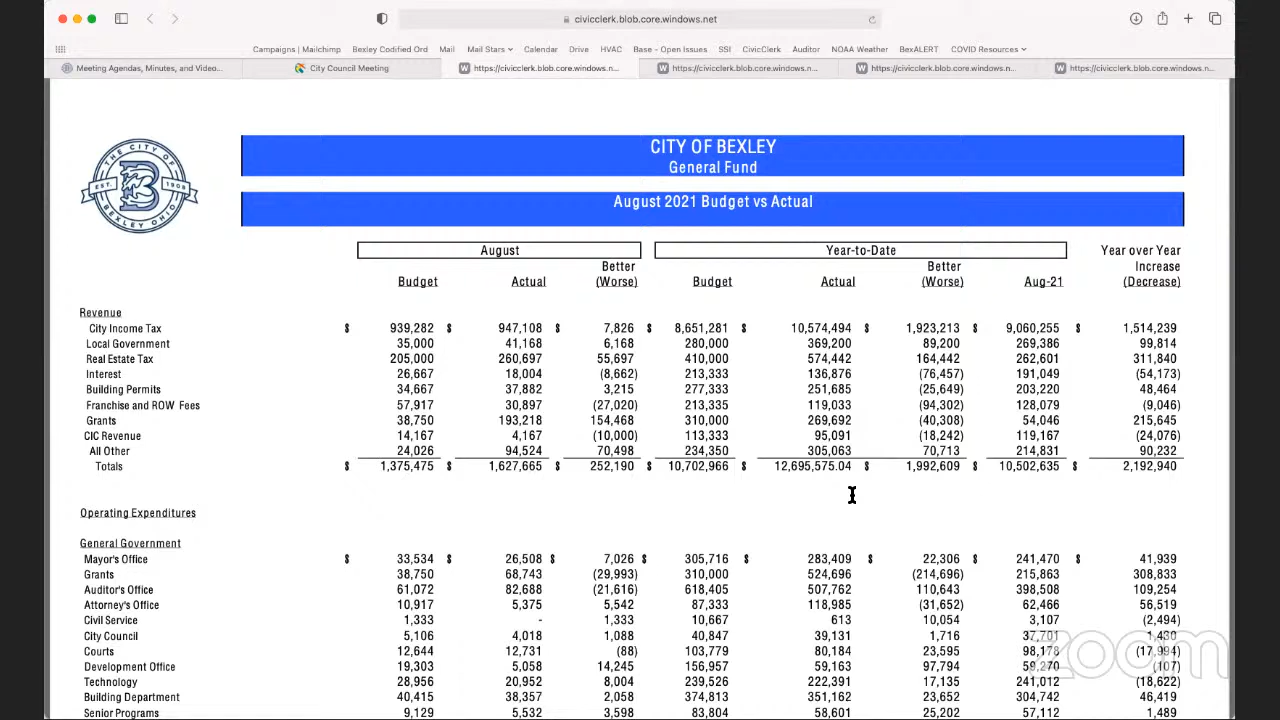 civicclerk.blob.core.windows.net
Campaigns | Mailchimp Bexley Codified Ord Mail Mail Stars Calendar Drive HVAC Base - Open Issues SSI CivicClerk Auditor NOAA Weather BexALERT COVID Resources
Meeting Agendas, Minutes, and Video... City Council Meeting https://civicclerk.blob.core.windows.n... https://civicclerk.blob.core.windows.n... https://civicclerk.blob.core.windows.n... https://civicclerk.blob.core.windows.n...
THE CITY OF
EST. B 1908
BEXLEY OHIO
CITY OF BEXLEY
General Fund
August 2021 Budget vs Actual
August Year-to-Date Year over Year
Better Better Increase
Budget Actual (Worse) Budget Actual (Worse) Aug-21 (Decrease)
Revenue
City Income Tax $ 939,282 $ 947,108 $ 7,826 $ 8,651,281 $ 10,574,494 $ 1,923,213 $ 9,060,255 $ 1,514,239
Local Government 35,000 41,168 6,168 280,000 369,200 89,200 269,386 99,814
Real Estate Tax 205,000 260,697 55,697 410,000 574,442 164,442 262,601 311,840
Interest 26,667 18,004 (8,662) 213,333 136,876 (76,457) 191,049 (54,173)
Building Permits 34,667 37,882 3,215 277,333 251,685 (25,649) 203,220 48,464
Franchise and ROW Fees 57,917 30,897 (27,020) 213,335 119,033 (94,302) 128,079 (9,046)
Grants 38,750 193,218 154,468 310,000 269,692 (40,308) 54,046 215,645
CIC Revenue 14,167 4,167 (10,000) 113,333 95,091 (18,242) 119,167 (24,076)
All Other 24,026 94,524 70,498 234,350 305,063 70,713 214,831 90,232
Totals $ 1,375,475 $ 1,627,665 $ 252,190 $ 10,702,966 $ 12,695,575.04 $ 1,992,609 $ 10,502,635 $ 2,192,940
Operating Expenditures
General Government
Mayor's Office $ 33,534 $ 26,508 $ 7,026 $ 305,716 $ 283,409 $ 22,306 $ 241,470 $ 41,939
Grants 38,750 68,743 (29,993) 310,000 524,696 (214,696) 215,863 308,833
Auditor's Office 61,072 82,688 (21,616) 618,405 507,762 110,643 398,508 109,254
Attorney's Office 10,917 5,375 5,542 87,333 118,985 (31,652) 62,466 56,519
Civil Service 1,333 - 1,333 10,667 613 10,054 3,107 (2,494)
City Council 5,106 4,018 1,088 40,847 39,131 1,716 37,701 1,430
Courts 12,644 12,731 (88) 103,779 80,184 23,595 98,178 (17,994)
Development Office 19,303 5,058 14,245 156,957 59,163 97,794 59,270 (107)
Technology 28,956 20,952 8,004 239,526 222,391 17,135 241,012 (18,622)
Building Department 40,415 38,357 2,058 374,813 351,162 23,652 304,742 46,419
Senior Programs 9,129 5,532 3,598 83,804 58,601 25,202 57,112 1,489
zoom